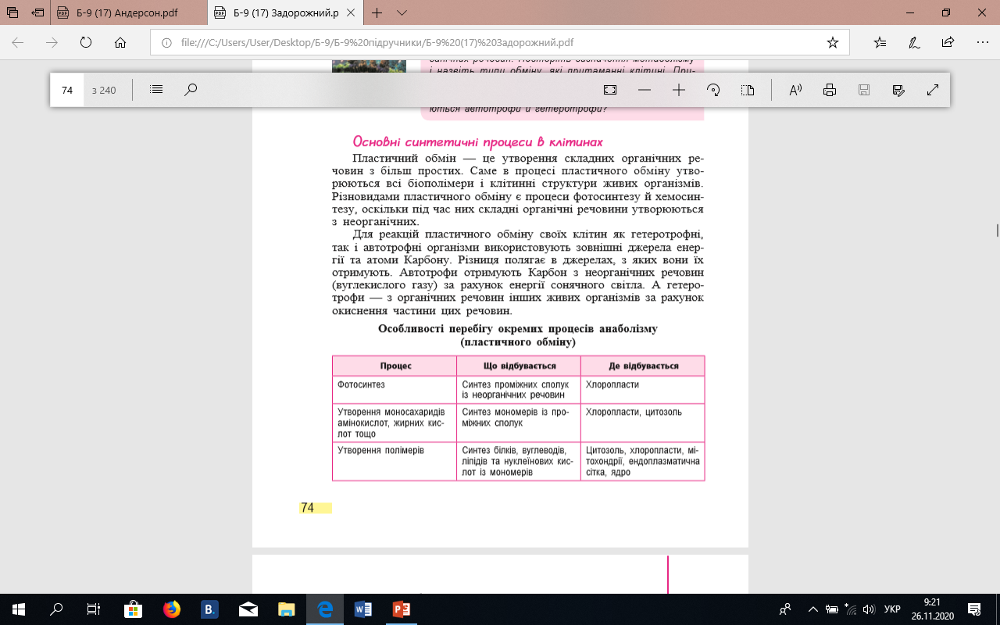 Б-9 (17) Андерсон.pdf
Б-9 (17) Задорожний.pdf
file:///C:/Users/User/Desktop/Б-9/Б-9%20підручники/Б-9%20(17)%20Задорожний.pdf
і назвіть типи обміну, які притаманні клітині. При-
74 з 240
ються автотрофи й гетеротрофи?
Основні синтетичні процеси в клітинах
Пластичний обмін — це утворення складних органічних ре-
човин з більш простих. Саме в процесі пластичного обміну утво-
рюються всі біополімери і клітинні структури живих організмів.
Різновидами пластичного обміну є процеси фотосинтезу й хемосин-
тезу, оскільки під час них складні органічні речовини утворюються
з неорганічних.
Для реакцій пластичного обміну своїх клітин як гетеротрофні,
так і автотрофні організми використовують зовнішні джерела енер-
гії та атоми Карбону. Різниця полягає в джерелах, з яких вони їх
отримують. Автотрофи отримують Карбон з неорганічних речовин
(вуглекислого газу) за рахунок енергії сонячного світла. А гетеро-
трофи — з органічних речовин інших живих організмів за рахунок
окиснення частини цих речовин.
Особливості перебігу окремих процесів анаболізму
(пластичного обміну)
Процес
Що відбувається
Де відбувається
Фотосинтез
Синтез проміжних сполук
із неорганічних речовин
Хлоропласти
Утворення моносахаридів
амінокислот, жирних кис-
лот тощо
Синтез мономерів із про-
міжних сполук
Хлоропласти, цитозоль
Утворення полімерів
Синтез білків, вуглеводів,
ліпідів та нуклеїнових кис-
лот із мономерів
Цитозоль, хлоропласти, мі-
тохондрії, ендоплазматична
сітка, ядро
74
УКР
9:21
26.11.2020